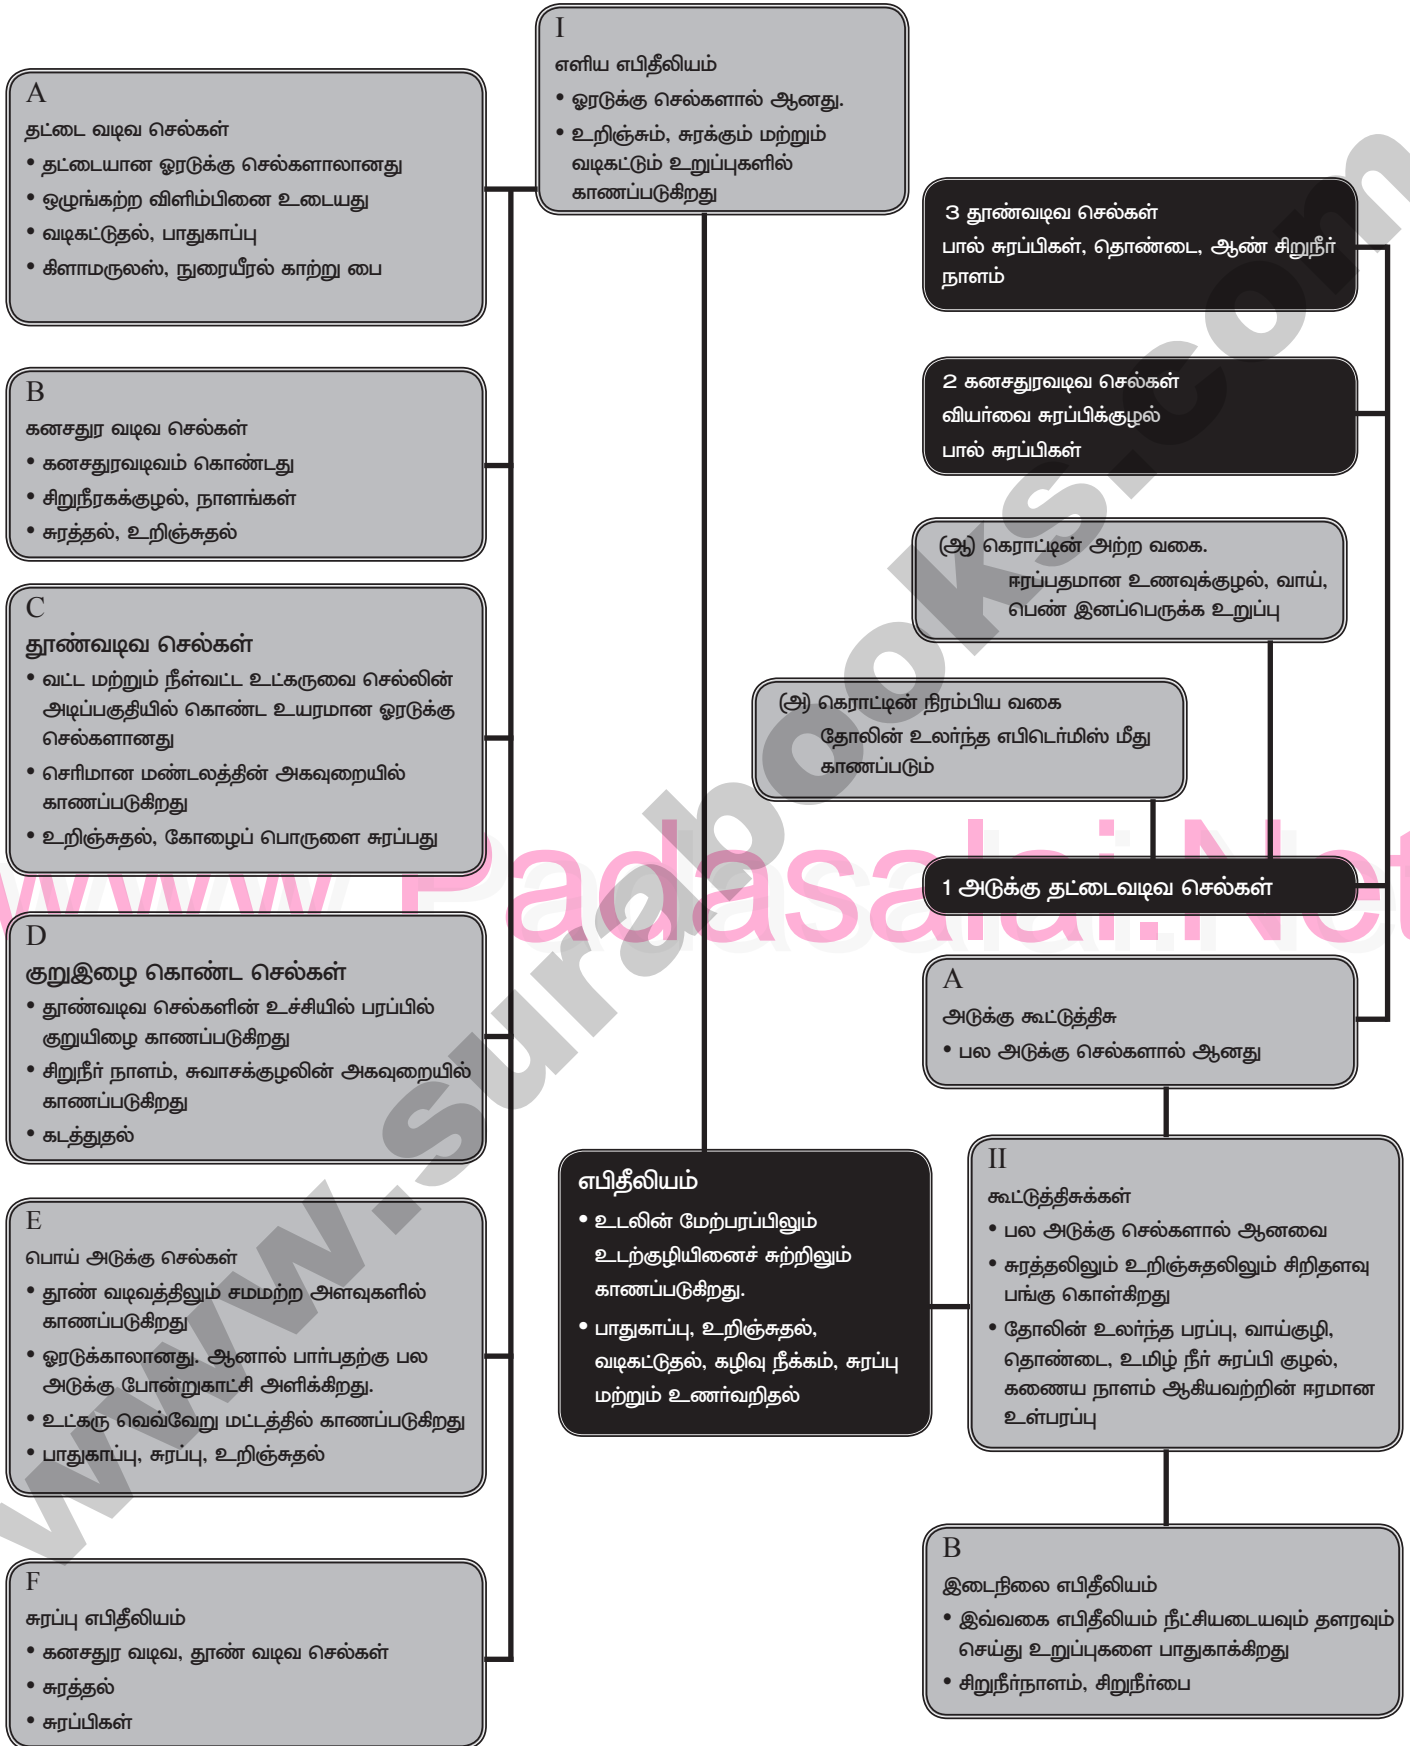 I
எளிய எபிதீலியம்
• ஓரடுக்கு செல்களால் ஆனது.
• உறிஞ்சும், சுரக்கும் மற்றும்
வடிகட்டும் உறுப்புகளில்
காணப்படுகிறது
A
தட்டை வடிவ செல்கள்
• தட்டையான ஓரடுக்கு செல்களாலானது
• ஒழுங்கற்ற விளிம்பினை உடையது
• வடிகட்டுதல், பாதுகாப்பு
• கிளாமருலஸ், நுரையீரல் காற்று பை
B
கனசதுர வடிவ செல்கள்
• கனசதுரவடிவம் கொண்டது
• சிறுநீரகக்குழல், நாளங்கள்
• சுரத்தல், உறிஞ்சுதல்
C
தூண்வடிவ செல்கள்
• வட்ட மற்றும் நீள்வட்ட உட்கருவை செல்லின்
அடிப்பகுதியில் கொண்ட உயரமான ஓரடுக்கு
செல்களானது
• செரிமான மண்டலத்தின் அகவுறையில்
காணப்படுகிறது
• உறிஞ்சுதல், கோழைப் பொருளை சுரப்பது
D
குறுஇழை கொண்ட செல்கள்
• தூண்வடிவ செல்களின் உச்சியில் பரப்பில்
குறுயிழை காணப்படுகிறது
• சிறுநீர் நாளம், சுவாசக்குழலின் அகவுறையில்
காணப்படுகிறது
• கடத்துதல்
E
பொய் அடுக்கு செல்கள்
• தூண் வடிவத்திலும் சமமற்ற அளவுகளில்
காணப்படுகிறது
• ஓரடுக்காலானது. ஆனால் பார்பதற்கு பல
அடுக்கு போன்றுகாட்சி அளிக்கிறது.
• உட்கரு வெவ்வேறு மட்டத்தில் காணப்படுகிறது
• பாதுகாப்பு, சுரப்பு, உறிஞ்சுதல்
F
சுரப்பு எபிதீலியம்
• கனசதுர வடிவ, தூண் வடிவ செல்கள்
• சுரத்தல்
• சுரப்பிகள்
எபிதீலியம்
• உடலின் மேற்பரப்பிலும்
உடற்குழியினைச் சுற்றிலும்
காணப்படுகிறது.
• பாதுகாப்பு, உறிஞ்சுதல்,
வடிகட்டுதல், கழிவு நீக்கம், சுரப்பு
மற்றும் உணர்வறிதல்
3 தூண்வடிவ செல்கள்
பால் சுரப்பிகள், தொண்டை, ஆண் சிறுநீர்
நாளம்
2 கனசதுரவடிவ செல்கள்
வியர்வை சுரப்பிக்குழல்
பால் சுரப்பிகள்
(ஆ) கெராட்டின் அற்ற வகை.
ஈரப்பதமான உணவுக்குழல், வாய்,
பெண் இனப்பெருக்க உறுப்பு
(அ) கெராட்டின் நிரம்பிய வகை
தோலின் உலர்ந்த எபிடெர்மிஸ் மீது
காணப்படும்
1 அடுக்கு தட்டைவடிவ செல்கள்
A
அடுக்கு கூட்டுத்திசு
• பல அடுக்கு செல்களால் ஆனது
II
கூட்டுத்திசுக்கள்
• பல அடுக்கு செல்களால் ஆனவை
• சுரத்தலிலும் உறிஞ்சுதலிலும் சிறிதளவு
பங்கு கொள்கிறது
• தோலின் உலர்ந்த பரப்பு, வாய்குழி,
தொண்டை, உமிழ் நீர் சுரப்பி குழல்,
கணைய நாளம் ஆகியவற்றின் ஈரமான
உள்பரப்பு
B
இடைநிலை எபிதீலியம்
• இவ்வகை எபிதீலியம் நீட்சியடையவும் தளரவும்
செய்து உறுப்புகளை பாதுகாக்கிறது
• சிறுநீர்நாளம், சிறுநீர்பை
www.surabooks.com
www.Padasalai.Net